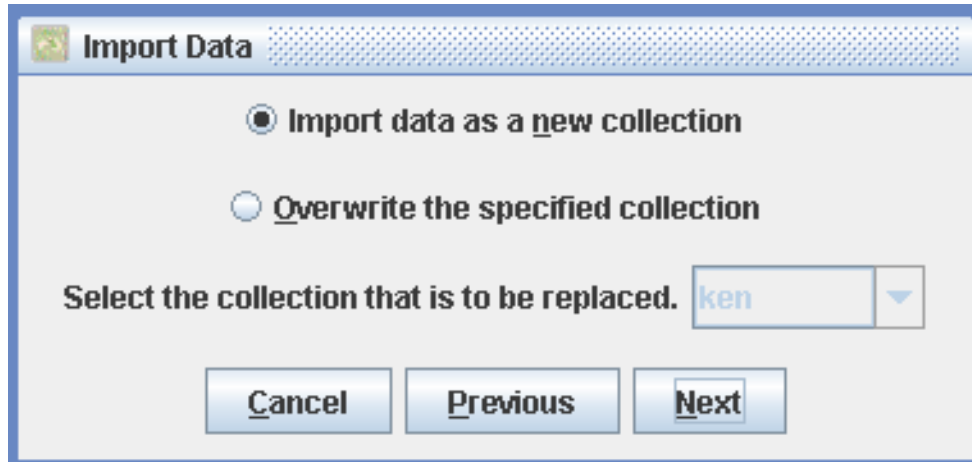 Import Data
Import data as a new collection
Overwrite the specified collection
Select the collection that is to be replaced. ken
Cancel Previous Next